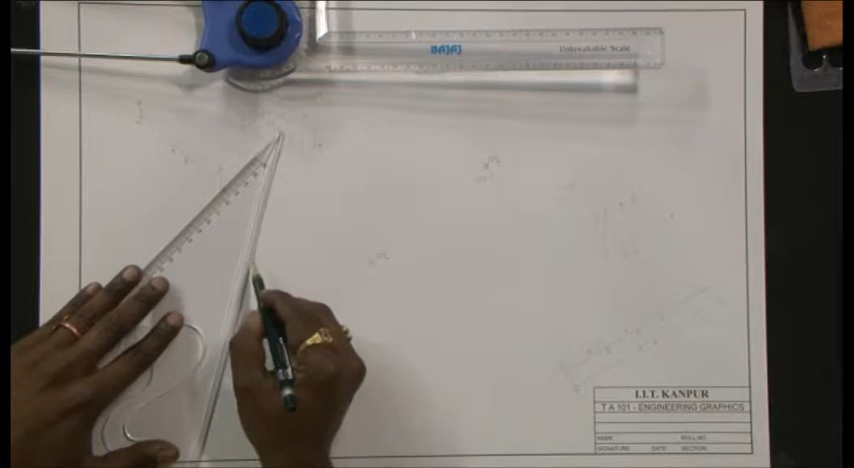 BAJAJ
Unbreakable Scale
I.I.T. KANPUR
T A 101 - ENGINEERING GRAPHICS
NAME ROLL NO.
SIGNATURE DATE SECTION